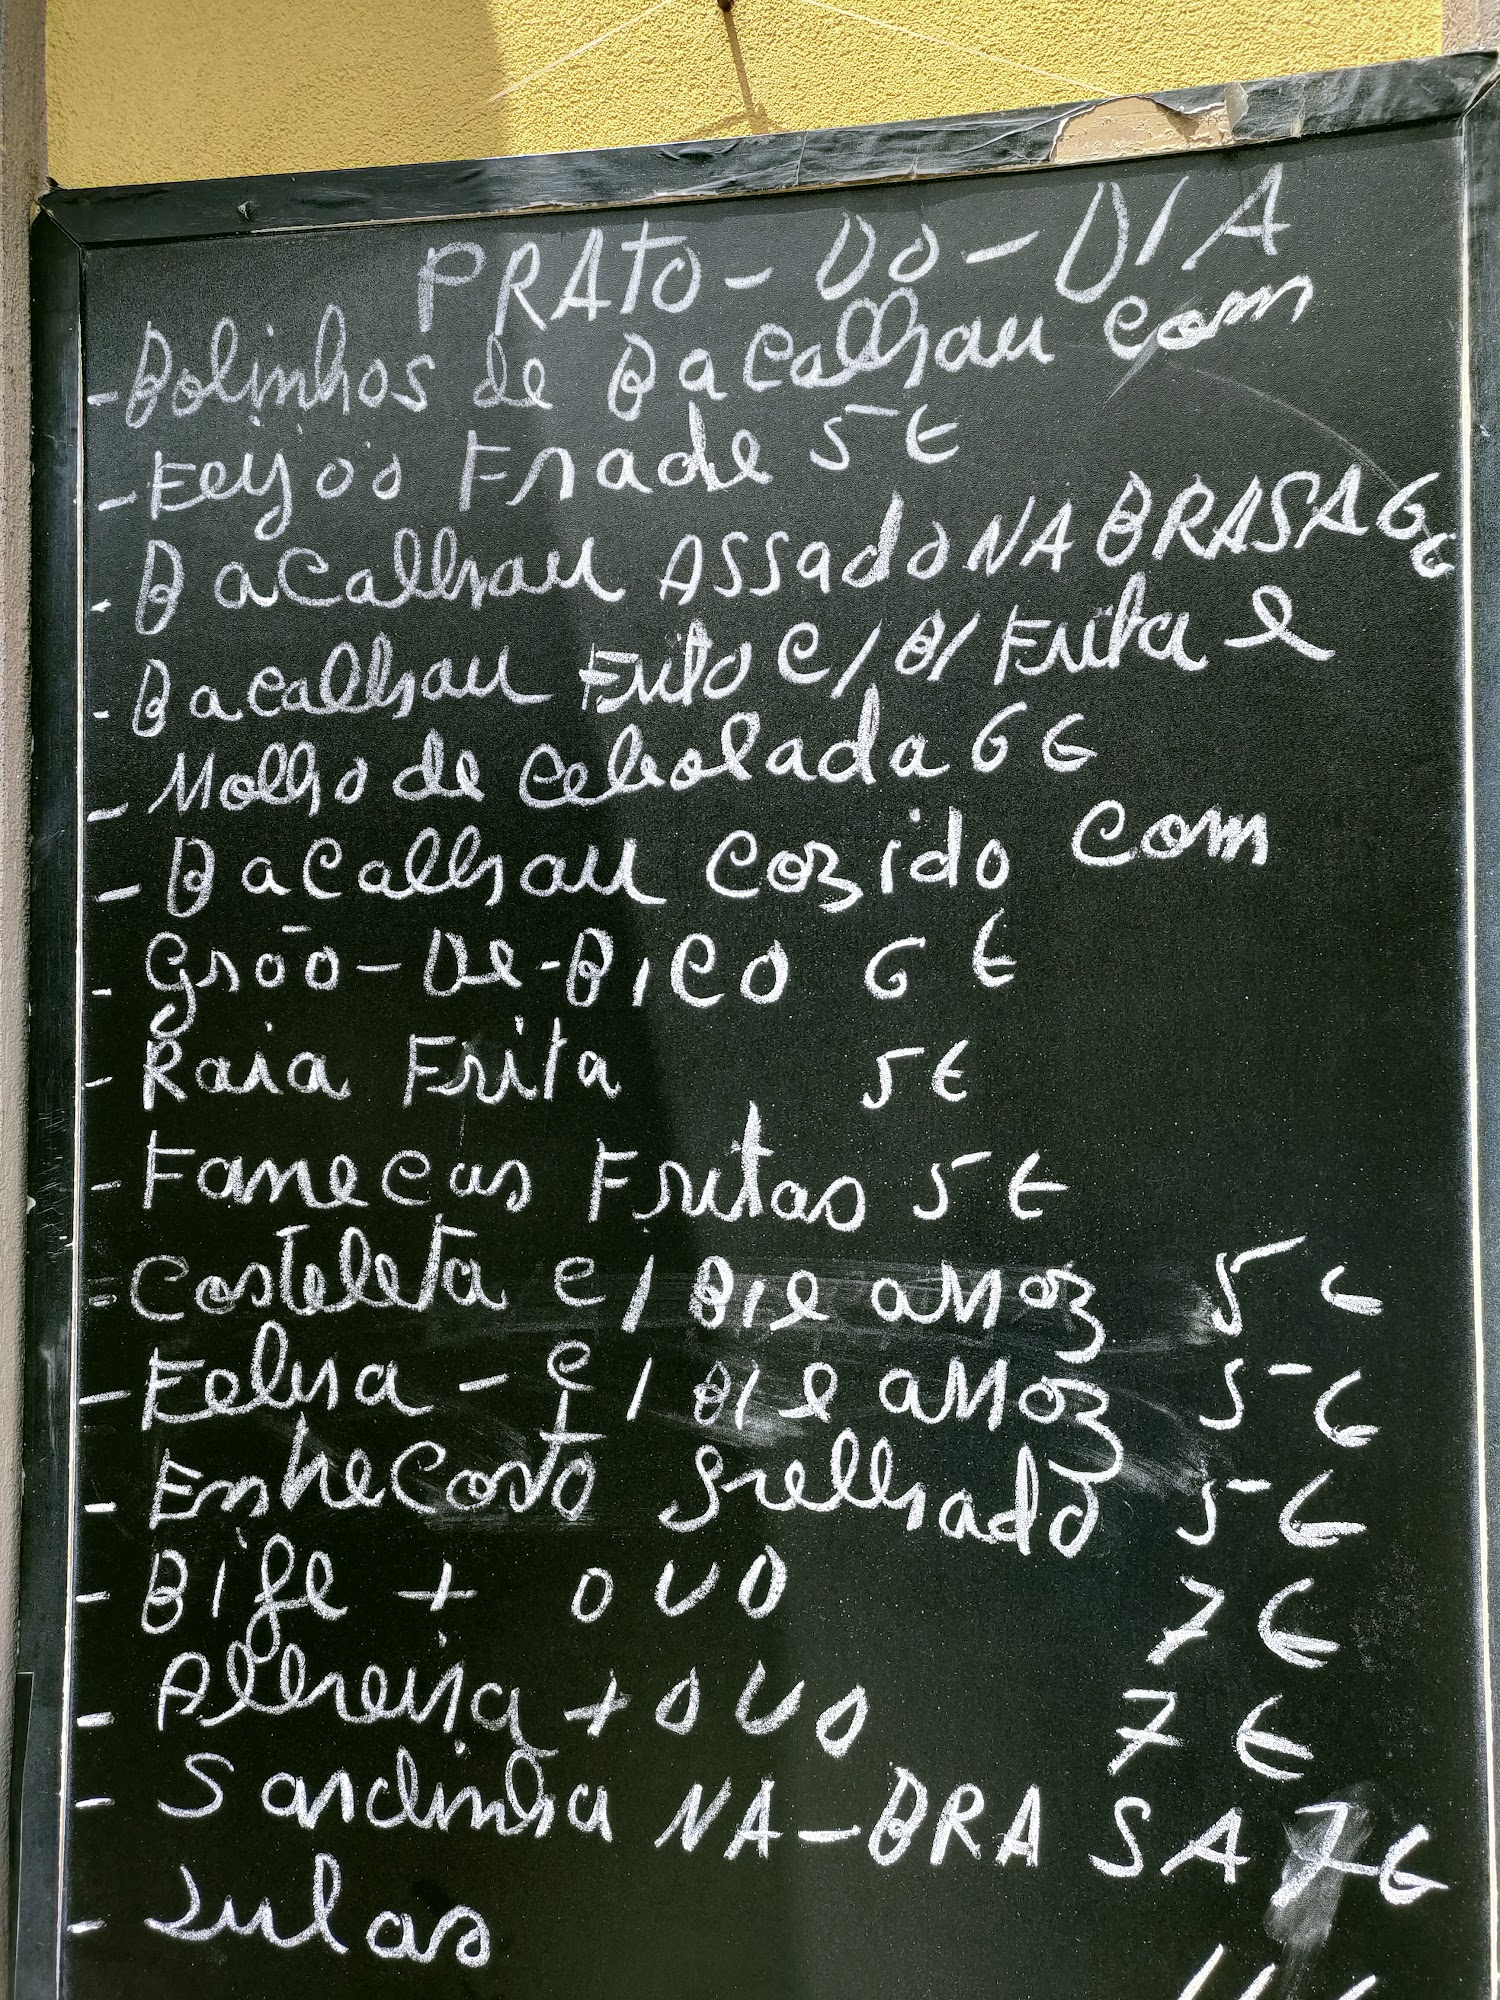 PRATO - DO - DIA
- Bolinhos de Bacalhau com
- Feijóo Frade 5 €
- Bacalhau Assado NA BRASA 6 €
- Bacalhau Frito C/ B/ Frita e
- Molho de Cebolada 6 €
- Bacalhau Cozido Com
- Grõo - De - BICO 6 €
- Raia Frita 5 €
- Fanecas Fritas 5 €
- Costeleta C/ B/ e arroz 5 €
- Febra - C/ B/ e arroz 5 €
- Entrecosto grelhado 5 €
- Bife + OVO 7 €
- Alheira + OVO 7 €
- Sardinha NA - BRASA 7 €
- Lulas